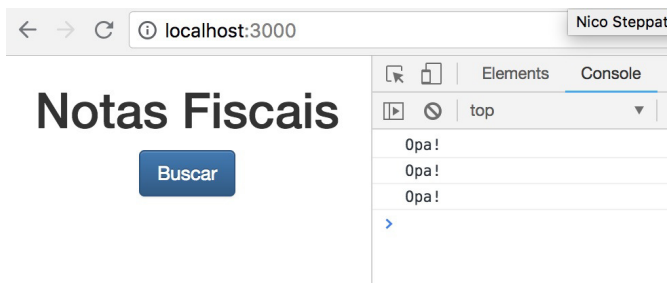 localhost:3000
Nico Steppat
Notas Fiscais
Buscar
Elements Console
top
Opa!
Opa!
Opa!